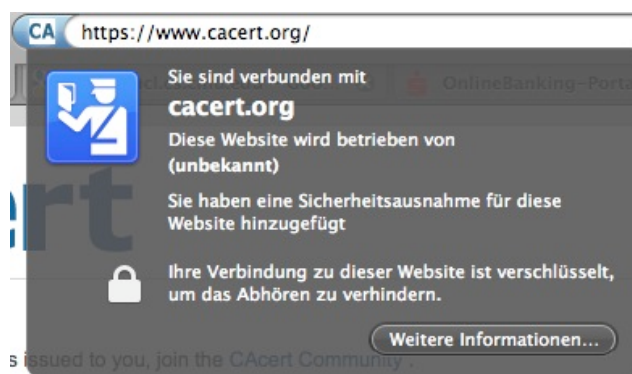 CA https://www.cacert.org/
OnlineBanking-Porta
Sie sind verbunden mit
cacert.org
Diese Website wird betrieben von
(unbekannt)
Sie haben eine Sicherheitsausnahme für diese
Website hinzugefügt
ert
Ihre Verbindung zu dieser Website ist verschlüsselt,
um das Abhören zu verhindern.
Weitere Informationen...
s issued to you, join the CAcert Community .